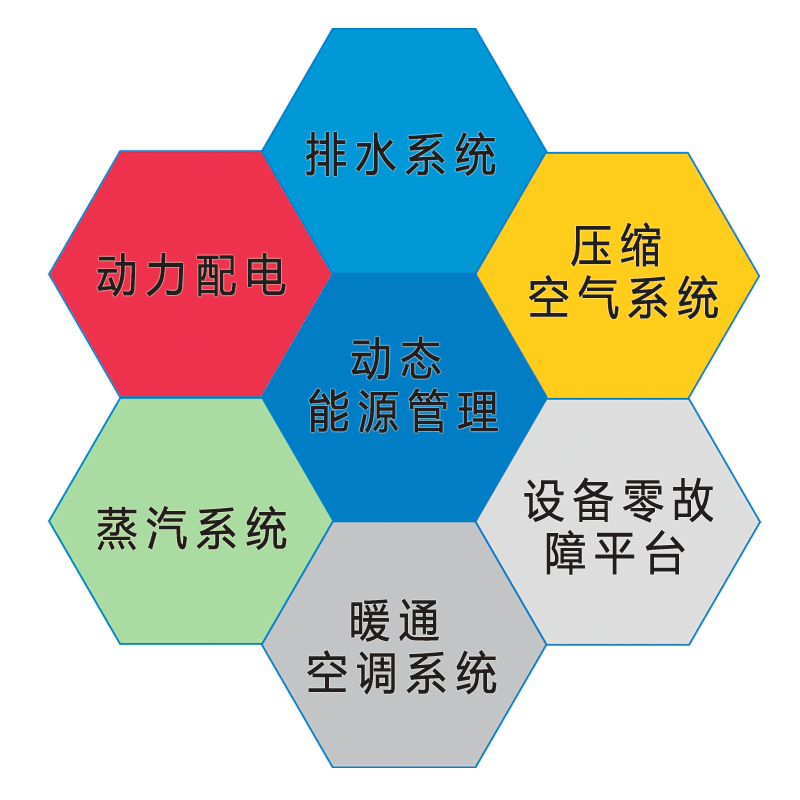 排水系统
动力配电
压缩
空气系统
动态
能源管理
蒸汽系统
设备零故
障平台
暖通
空调系统